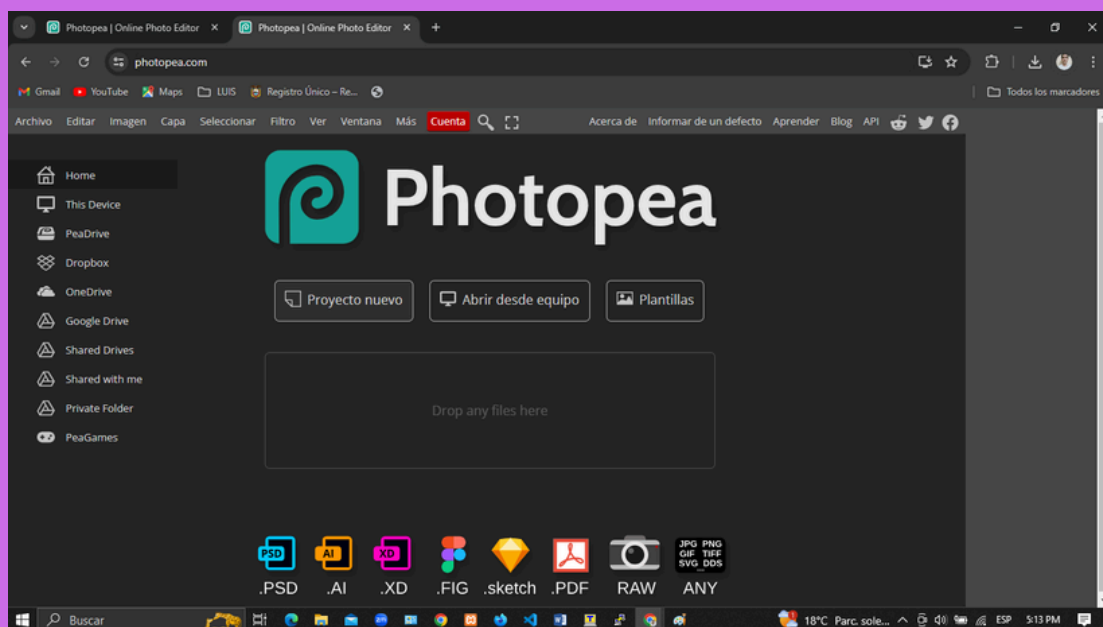 Photopea | Online Photo Editor
Photopea | Online Photo Editor
photopea.com
Gmail YouTube Maps LUIS Registro Único – Re... Todos los marcadores
Archivo Editar Imagen Capa Seleccionar Filtro Ver Ventana Más Cuenta Acerca de Informar de un defecto Aprender Blog API
Home
This Device
PeaDrive
Dropbox
OneDrive
Google Drive
Shared Drives
Shared with me
Private Folder
PeaGames
Photopea
Proyecto nuevo Abrir desde equipo Plantillas
Drop any files here
PSD AI XD JPG PNG
GIF TIFF
SVG DDS
.PSD .AI .XD .FIG .sketch .PDF RAW ANY
Buscar 18°C Parc. sole... ESP 5:13 PM